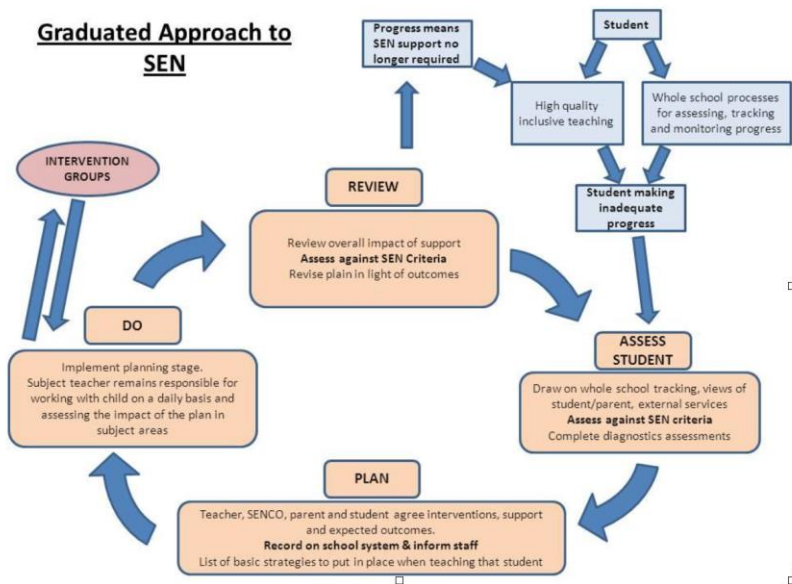 Graduated Approach to
SEN
Progress means
SEN support no
longer required
Student
High quality
inclusive teaching
Whole school processes
for assessing, tracking
and monitoring progress
Student making
inadequate
progress
INTERVENTION
GROUPS
REVIEW
Review overall impact of support
Assess against SEN Criteria
Revise plain in light of outcomes
DO
Implement planning stage.
Subject teacher remains responsible for
working with child on a daily basis and
assessing the impact of the plan in
subject areas
ASSESS
STUDENT
Draw on whole school tracking, views of
student/parent, external services
Assess against SEN criteria
Complete diagnostics assessments
PLAN
Teacher, SENCO, parent and student agree interventions, support
and expected outcomes.
Record on school system & inform staff
List of basic strategies to put in place when teaching that student